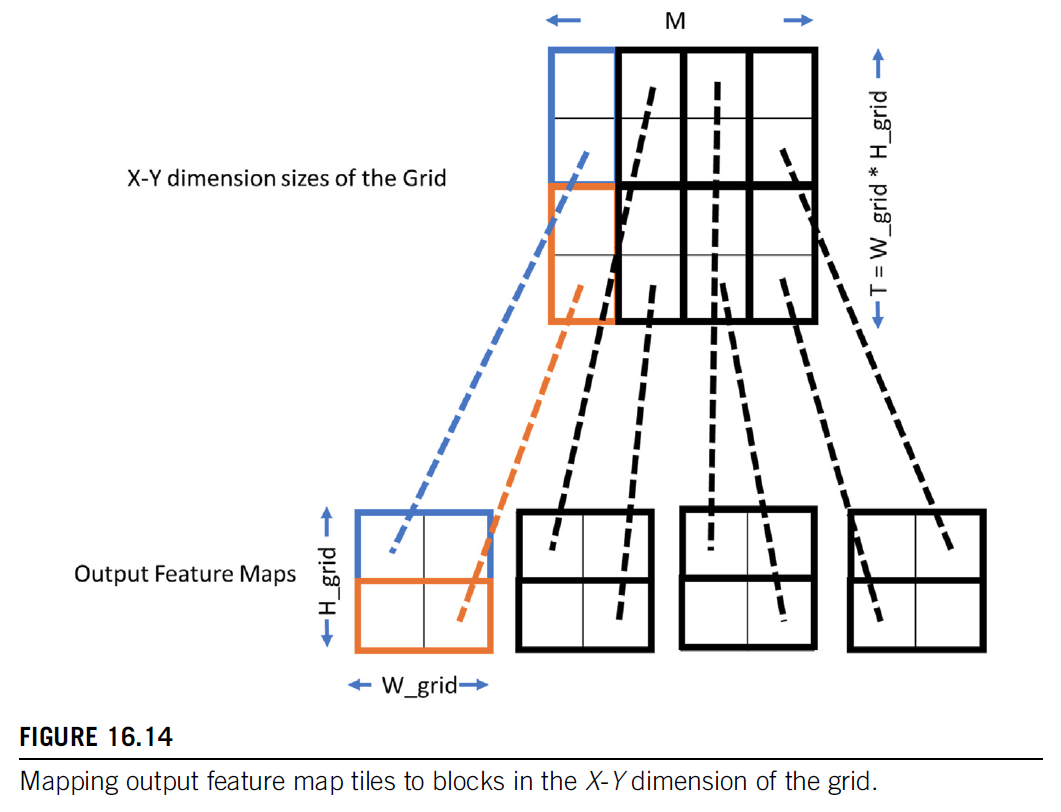 M
X-Y dimension sizes of the Grid
T = W_grid * H_grid
Output Feature Maps
H_grid
W_grid
FIGURE 16.14
Mapping output feature map tiles to blocks in the X-Y dimension of the grid.